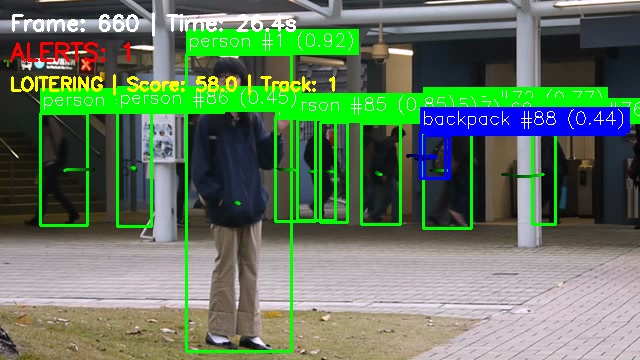 Frame: 660 | Time: 26.4s
person #1 (0.92)
ALERTS: 1
LOITERING | Score: 58.0 | Track: 1
person
person #86 (0.45)
rson #85 (0.85)
backpack #88 (0.44)